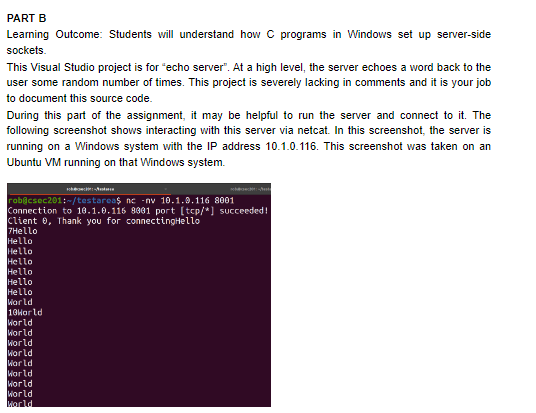 PART B
Learning Outcome: Students will understand how C programs in Windows set up server-side
sockets.
This Visual Studio project is for "echo server". At a high level, the server echoes a word back to the
user some random number of times. This project is severely lacking in comments and it is your job
to document this source code.
During this part of the assignment, it may be helpful to run the server and connect to it. The
following screenshot shows interacting with this server via netcat. In this screenshot, the server is
running on a Windows system with the IP address 10.1.0.116. This screenshot was taken on an
Ubuntu VM running on that Windows system.
rob@csec201:~/testarea$ nc -nv 10.1.0.116 8001
Connection to 10.1.0.116 8001 port [tcp/*] succeeded!
Client 0, Thank you for connectingHello
7Hello
Hello
Hello
Hello
Hello
Hello
Hello
World
10World
World
World
World
World
World
World
World
World
World